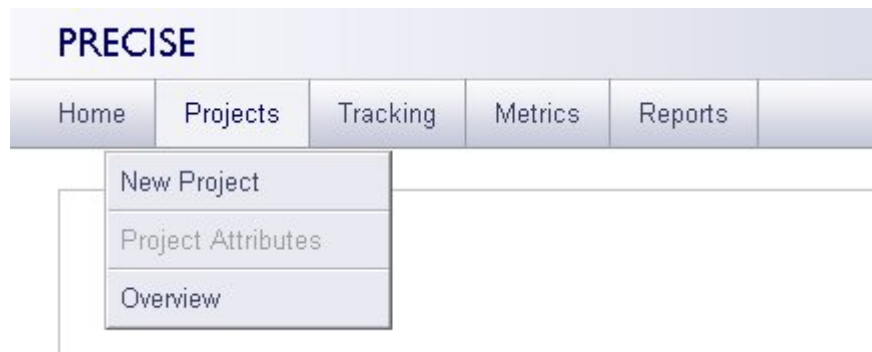 PRECISE
Home Projects Tracking Metrics Reports
New Project
Project Attributes
Overview